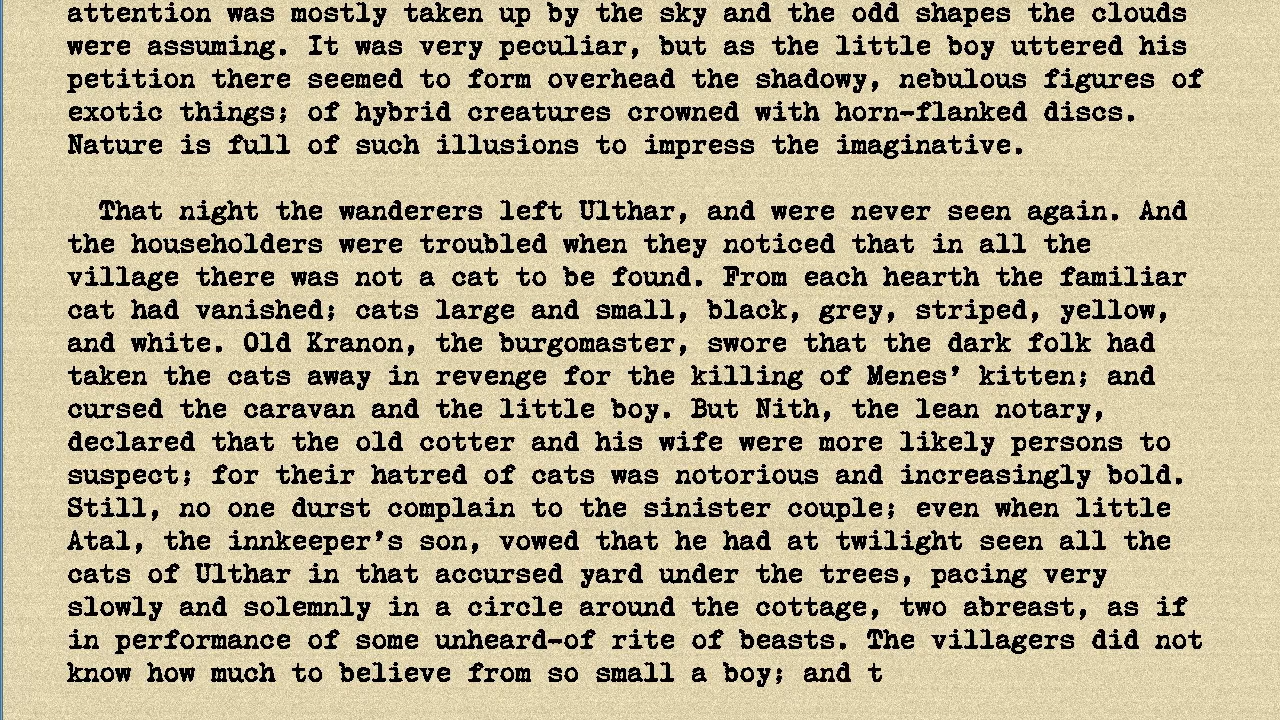 attention was mostly taken up by the sky and the odd shapes the clouds
were assuming. It was very peculiar, but as the little boy uttered his
petition there seemed to form overhead the shadowy, nebulous figures of
exotic things; of hybrid creatures crowned with horn-flanked discs.
Nature is full of such illusions to impress the imaginative.
That night the wanderers left Ulthar, and were never seen again. And
the householders were troubled when they noticed that in all the
village there was not a cat to be found. From each hearth the familiar
cat had vanished; cats large and small, black, grey, striped, yellow,
and white. Old Kranon, the burgomaster, swore that the dark folk had
taken the cats away in revenge for the killing of Menes’ kitten; and
cursed the caravan and the little boy. But Nith, the lean notary,
declared that the old cotter and his wife were more likely persons to
suspect; for their hatred of cats was notorious and increasingly bold.
Still, no one durst complain to the sinister couple; even when little
Atal, the innkeeper’s son, vowed that he had at twilight seen all the
cats of Ulthar in that accursed yard under the trees, pacing very
slowly and solemnly in a circle around the cottage, two abreast, as if
in performance of some unheard-of rite of beasts. The villagers did not
know how much to believe from so small a boy; and t